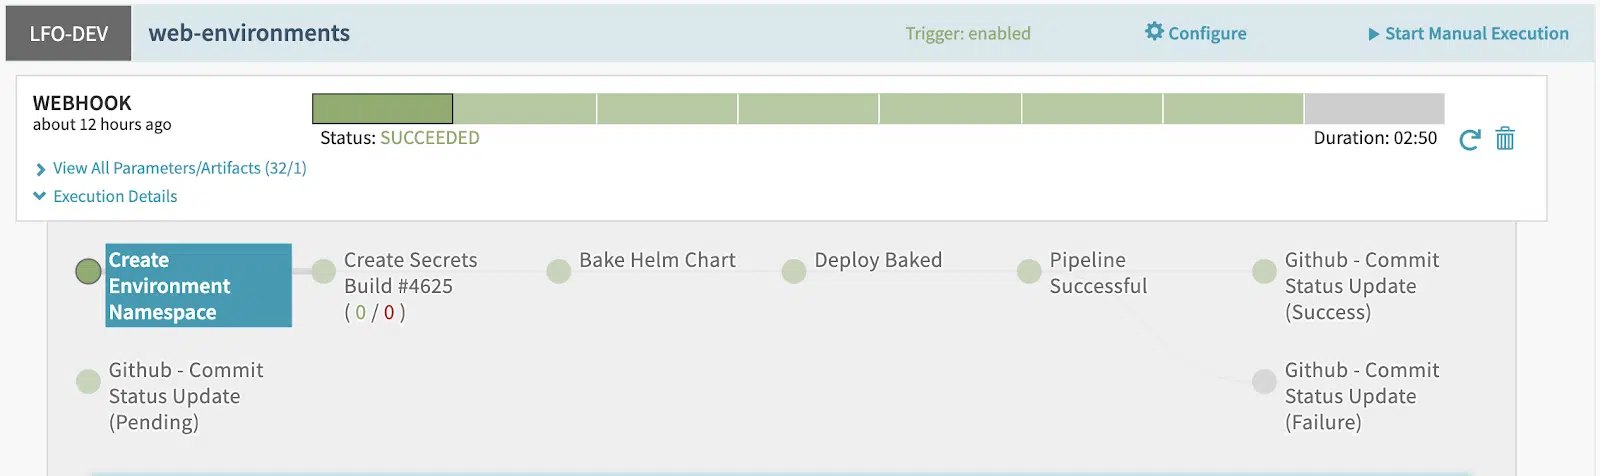 LFO-DEV web-environments Trigger: enabled Configure Start Manual Execution
WEBHOOK
about 12 hours ago
Status: SUCCEEDED Duration: 02:50
View All Parameters/Artifacts (32/1)
Execution Details
Create
Environment
Namespace
Create Secrets
Build #4625
( 0 / 0 )
Bake Helm Chart
Deploy Baked
Pipeline
Successful
Github - Commit
Status Update
(Success)
Github - Commit
Status Update
(Pending)
Github - Commit
Status Update
(Failure)